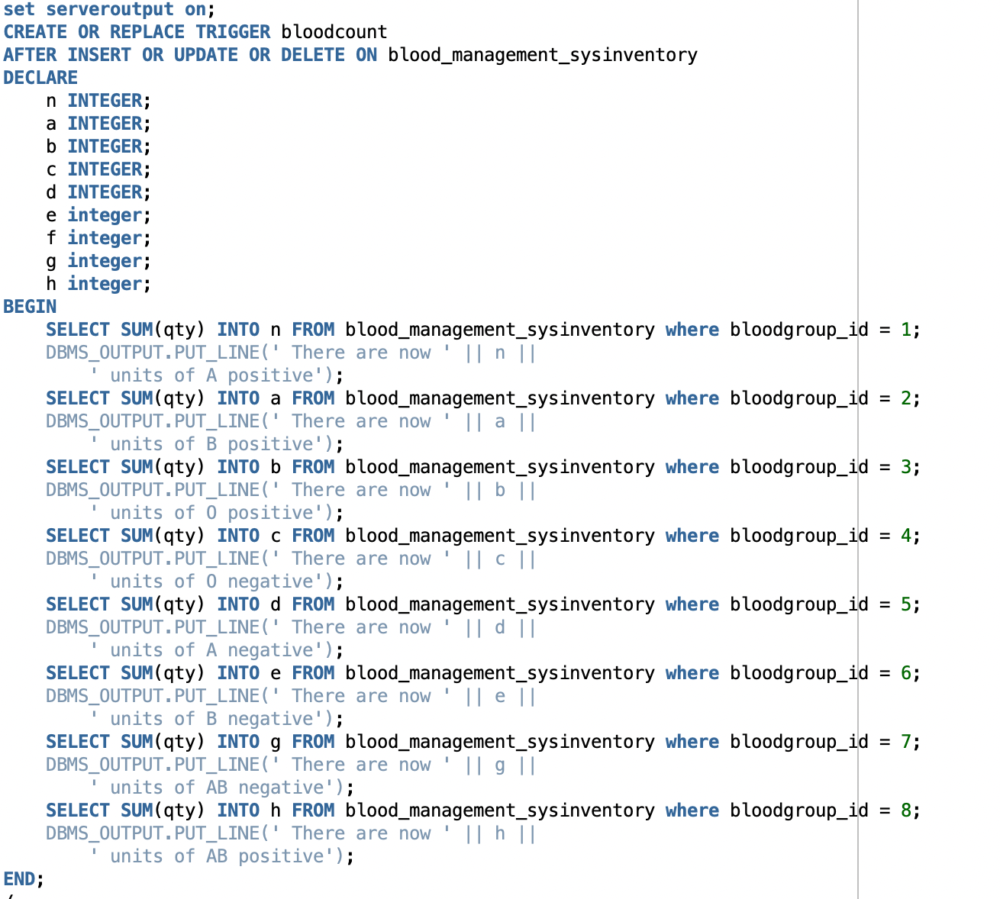 set serveroutput on;
CREATE OR REPLACE TRIGGER bloodcount
AFTER INSERT OR UPDATE OR DELETE ON blood_management_sysinventory
DECLARE
    n INTEGER;
    a INTEGER;
    b INTEGER;
    c INTEGER;
    d INTEGER;
    e integer;
    f integer;
    g integer;
    h integer;
BEGIN
    SELECT SUM(qty) INTO n FROM blood_management_sysinventory where bloodgroup_id = 1;
    DBMS_OUTPUT.PUT_LINE(' There are now ' || n ||
        ' units of A positive');
    SELECT SUM(qty) INTO a FROM blood_management_sysinventory where bloodgroup_id = 2;
    DBMS_OUTPUT.PUT_LINE(' There are now ' || a ||
        ' units of B positive');
    SELECT SUM(qty) INTO b FROM blood_management_sysinventory where bloodgroup_id = 3;
    DBMS_OUTPUT.PUT_LINE(' There are now ' || b ||
        ' units of O positive');
    SELECT SUM(qty) INTO c FROM blood_management_sysinventory where bloodgroup_id = 4;
    DBMS_OUTPUT.PUT_LINE(' There are now ' || c ||
        ' units of O negative');
    SELECT SUM(qty) INTO d FROM blood_management_sysinventory where bloodgroup_id = 5;
    DBMS_OUTPUT.PUT_LINE(' There are now ' || d ||
        ' units of A negative');
    SELECT SUM(qty) INTO e FROM blood_management_sysinventory where bloodgroup_id = 6;
    DBMS_OUTPUT.PUT_LINE(' There are now ' || e ||
        ' units of B negative');
    SELECT SUM(qty) INTO g FROM blood_management_sysinventory where bloodgroup_id = 7;
    DBMS_OUTPUT.PUT_LINE(' There are now ' || g ||
        ' units of AB negative');
    SELECT SUM(qty) INTO h FROM blood_management_sysinventory where bloodgroup_id = 8;
    DBMS_OUTPUT.PUT_LINE(' There are now ' || h ||
        ' units of AB positive');
END;
/